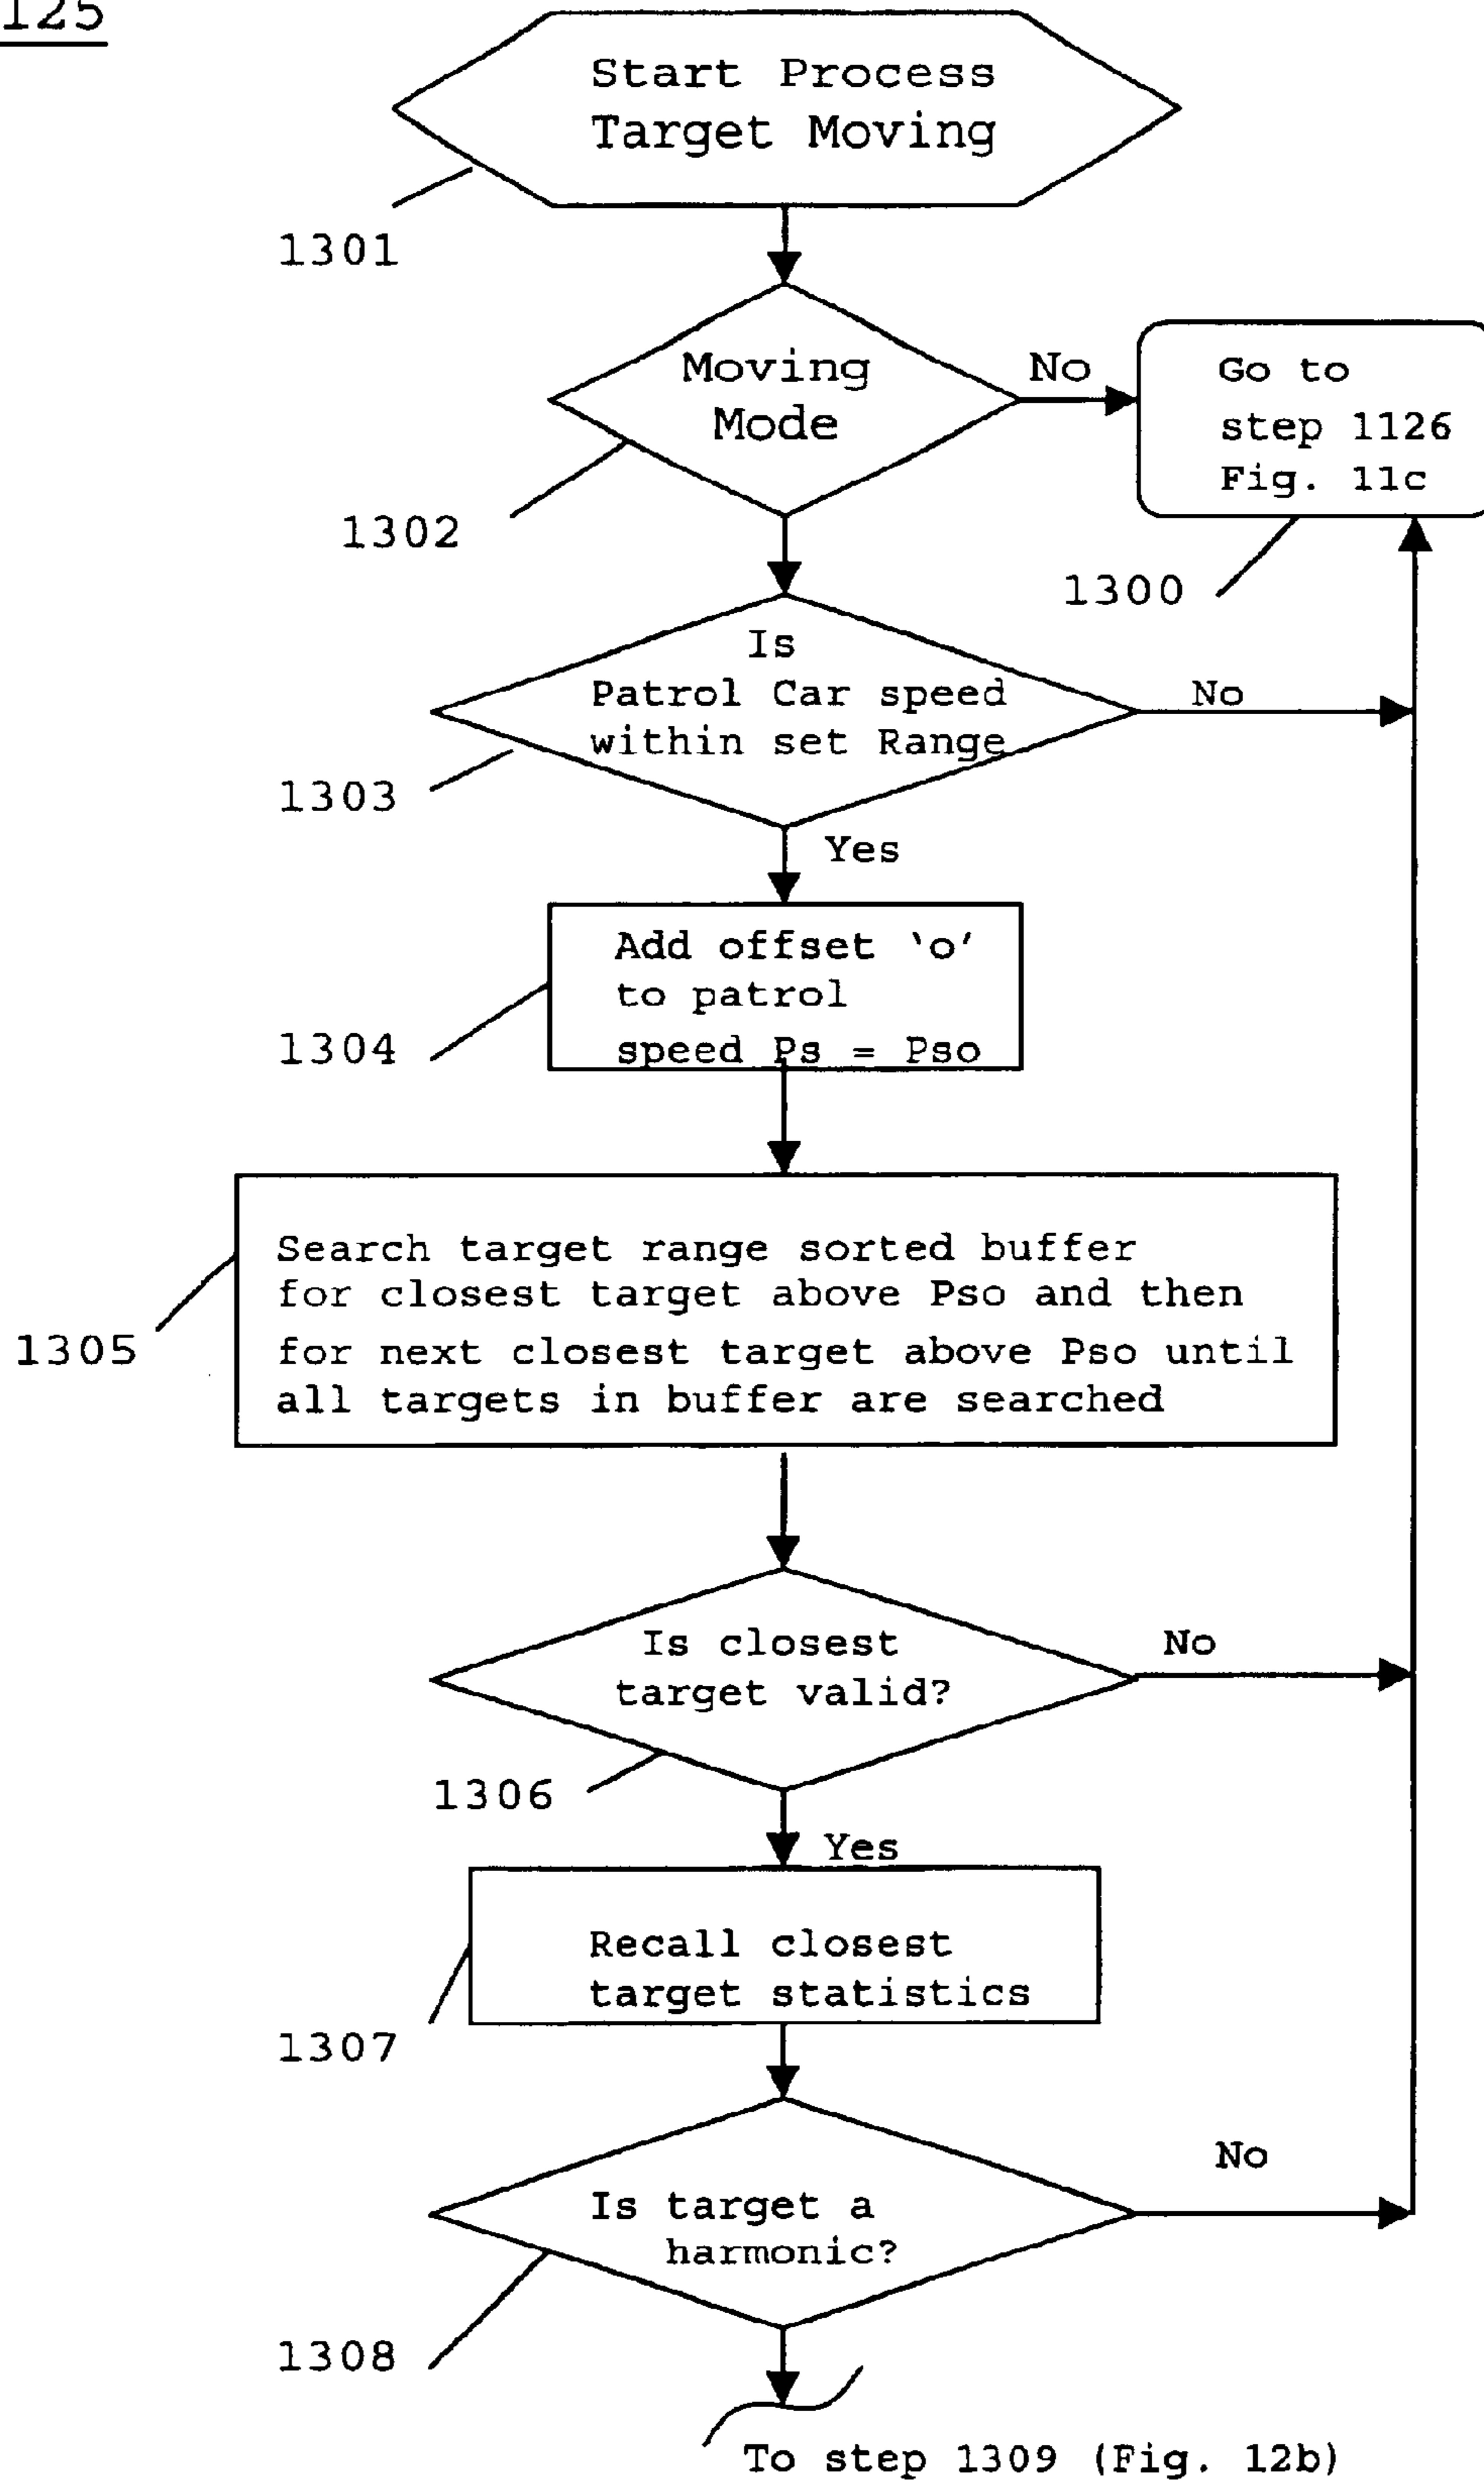 125
Start Process
Target Moving
1301
Moving
Mode
No
1302
Go to
step 1126
Fig. 11c
1300
Is
Patrol Car speed
within set Range
No
1303
Yes
Add offset 'o'
to patrol
speed Ps = Pso
1304
Search target range sorted buffer
for closest target above Pso and then
for next closest target above Pso until
all targets in buffer are searched
1305
Is closest
target valid?
No
1306
Yes
Recall closest
target statistics
1307
No
Is target a
harmonic?
1308
To step 1309 (Fig. 12b)